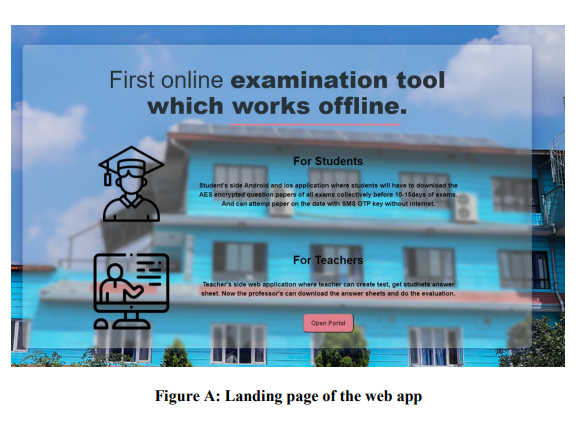 First online examination tool
which works offline.
For Students
Student's side Android and ios application where students will have to download the
AES encrypted question papers of all exams collectively before 10-15days of exams.
And can attemp paper on the date with SMS OTP key without internet.
For Teachers
Teacher's side web application where teacher can create test, get studnets answer
sheet. Now the professor's can download the answer sheets and do the evaluation.
Open Portal
Figure A: Landing page of the web app